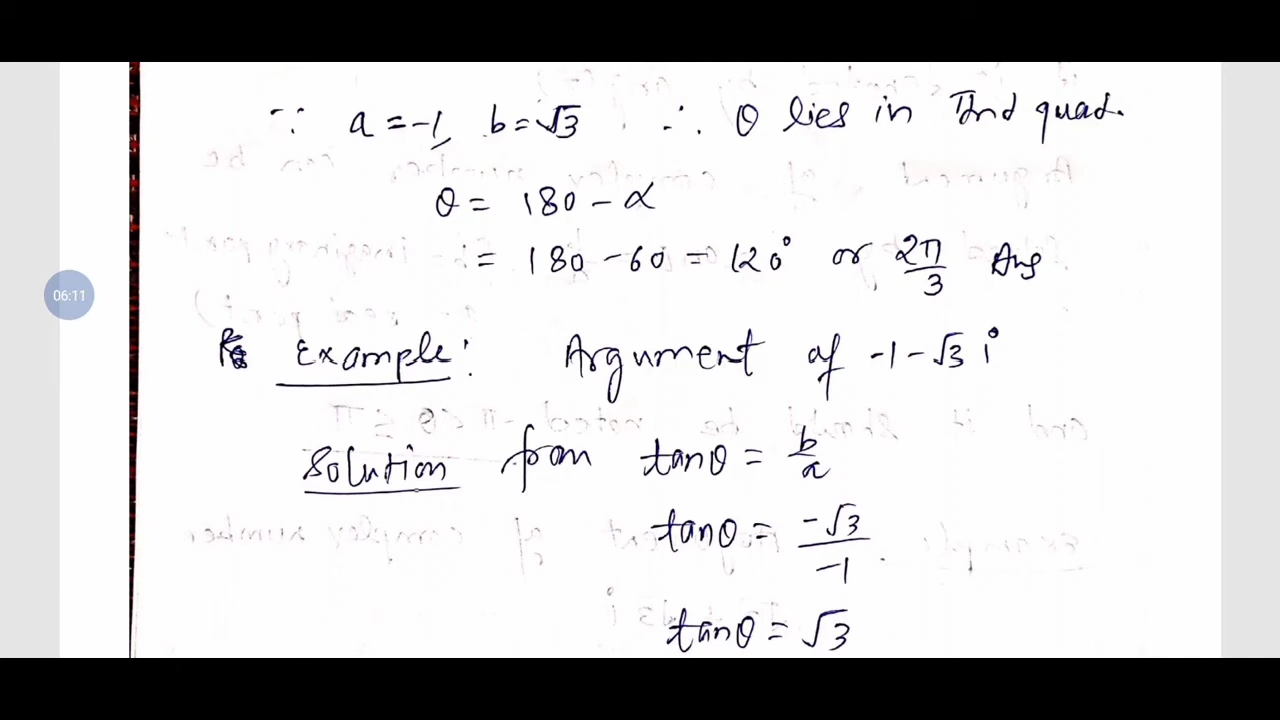 ∵ a = -1, b = √3 ∴ θ lies in IInd quad.
θ = 180 - α
= 180 - 60 = 120° or 2π/3 Ans
06:11
Example: Argument of -1 - √3 i
Solution from tanθ = b/a
tanθ = -√3/-1
tanθ = √3